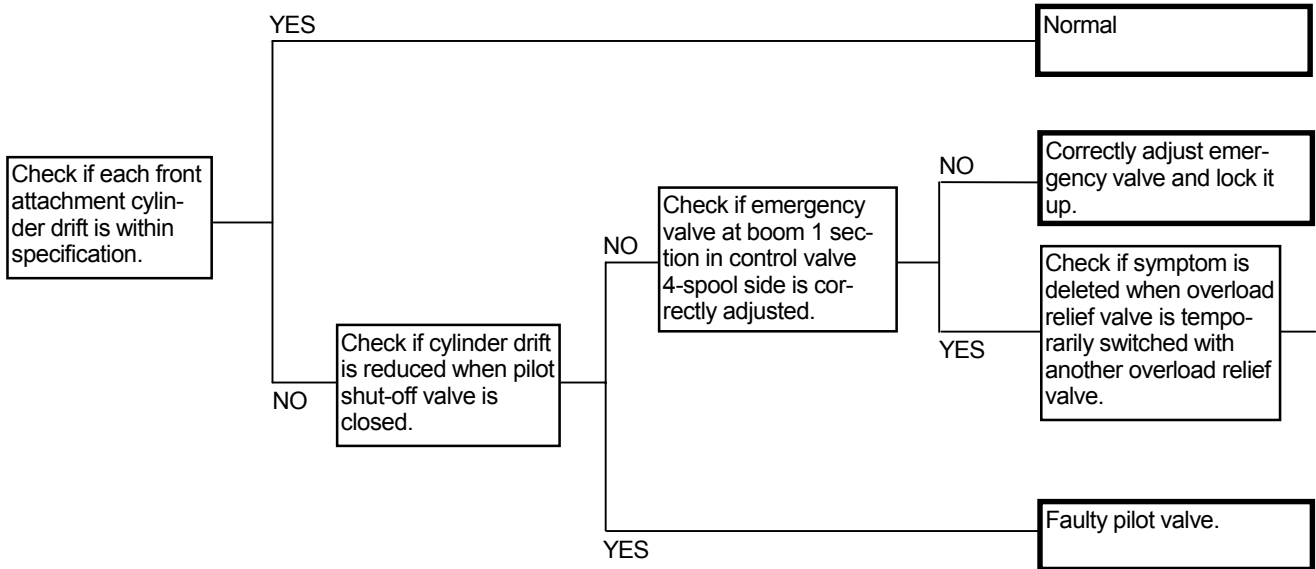 YES
Normal
Check if each front
attachment cylin-
der drift is within
specification.
NO
Check if cylinder drift
is reduced when pilot
shut-off valve is
closed.
NO
Check if emergency
valve at boom 1 sec-
tion in control valve
4-spool side is cor-
rectly adjusted.
NO
Correctly adjust emer-
gency valve and lock it
up.
YES
Check if symptom is
deleted when overload
relief valve is tempo-
rarily switched with
another overload relief
valve.
YES
Faulty pilot valve.